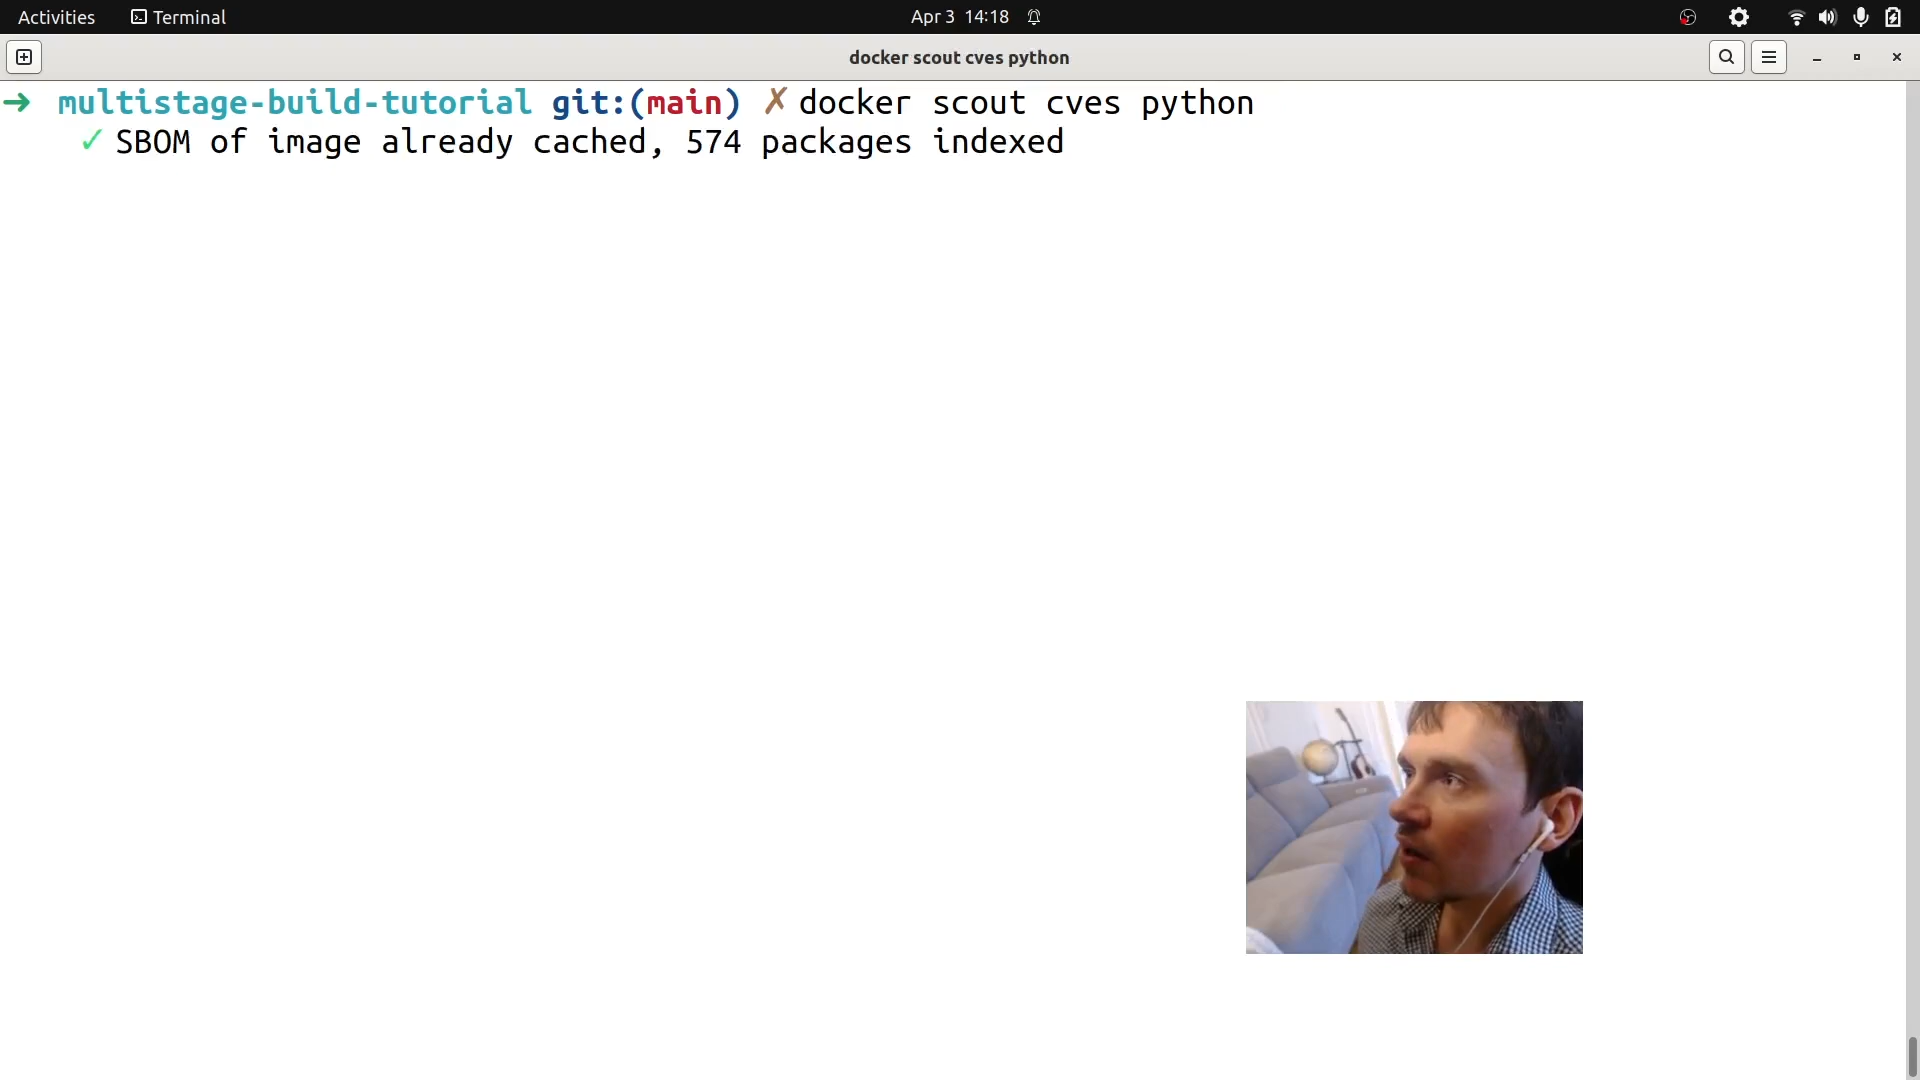 Activities Terminal Apr 3 14:18
docker scout cves python
➜ multistage-build-tutorial git:(main) ✗ docker scout cves python
✓ SBOM of image already cached, 574 packages indexed